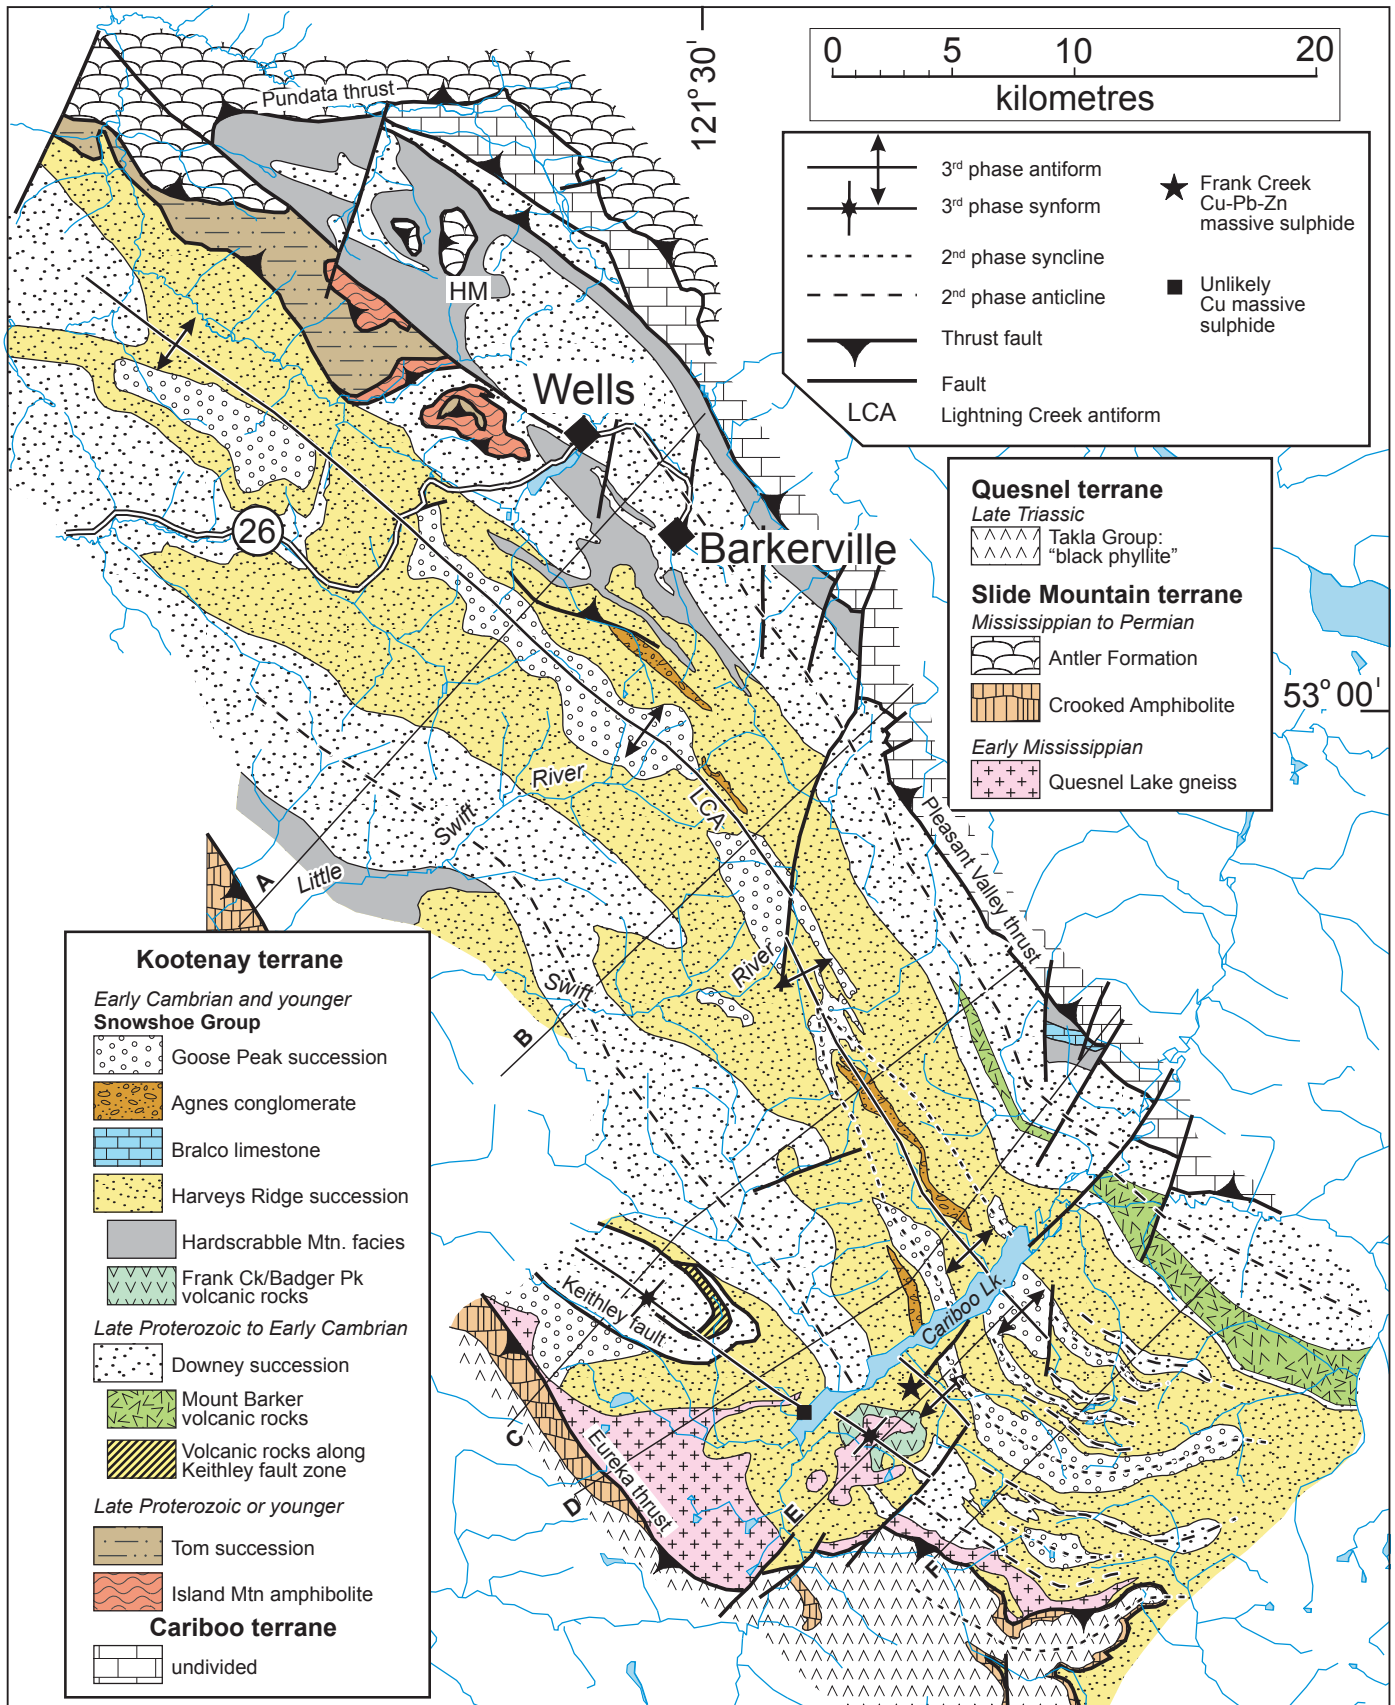 121° 30'
0 5 10 20
kilometres
3rd phase antiform
3rd phase synform
2nd phase syncline
2nd phase anticline
Thrust fault
Fault
LCA Lightning Creek antiform
Frank Creek
Cu-Pb-Zn
massive sulphide
Unlikely
Cu massive
sulphide
Pundata thrust
HM
Wells
26
Barkerville
Quesnel terrane
Late Triassic
Takla Group:
“black phyllite”
Slide Mountain terrane
Mississippian to Permian
Antler Formation
Crooked Amphibolite
Early Mississippian
Quesnel Lake gneiss
53° 00'
River
Swift
Little
LCA
Pleasant Valley thrust
A
River
Swift
B
Keithley fault
Cariboo Lk.
C
D
Eureka thrust
E
F
F
Kootenay terrane
Early Cambrian and younger
Snowshoe Group
Goose Peak succession
Agnes conglomerate
Bralco limestone
Harveys Ridge succession
Hardscrabble Mtn. facies
Frank Ck/Badger Pk
volcanic rocks
Late Proterozoic to Early Cambrian
Downey succession
Mount Barker
volcanic rocks
Volcanic rocks along
Keithley fault zone
Late Proterozoic or younger
Tom succession
Island Mtn amphibolite
Cariboo terrane
undivided